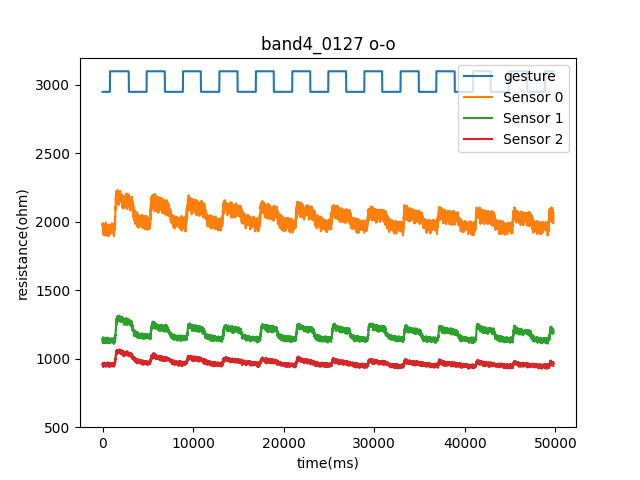 band4_0127 o-o
gesture
Sensor 0
Sensor 1
Sensor 2
resistance(ohm)
3000
2500
2000
1500
1000
500
0
10000
20000
30000
40000
50000
time(ms)